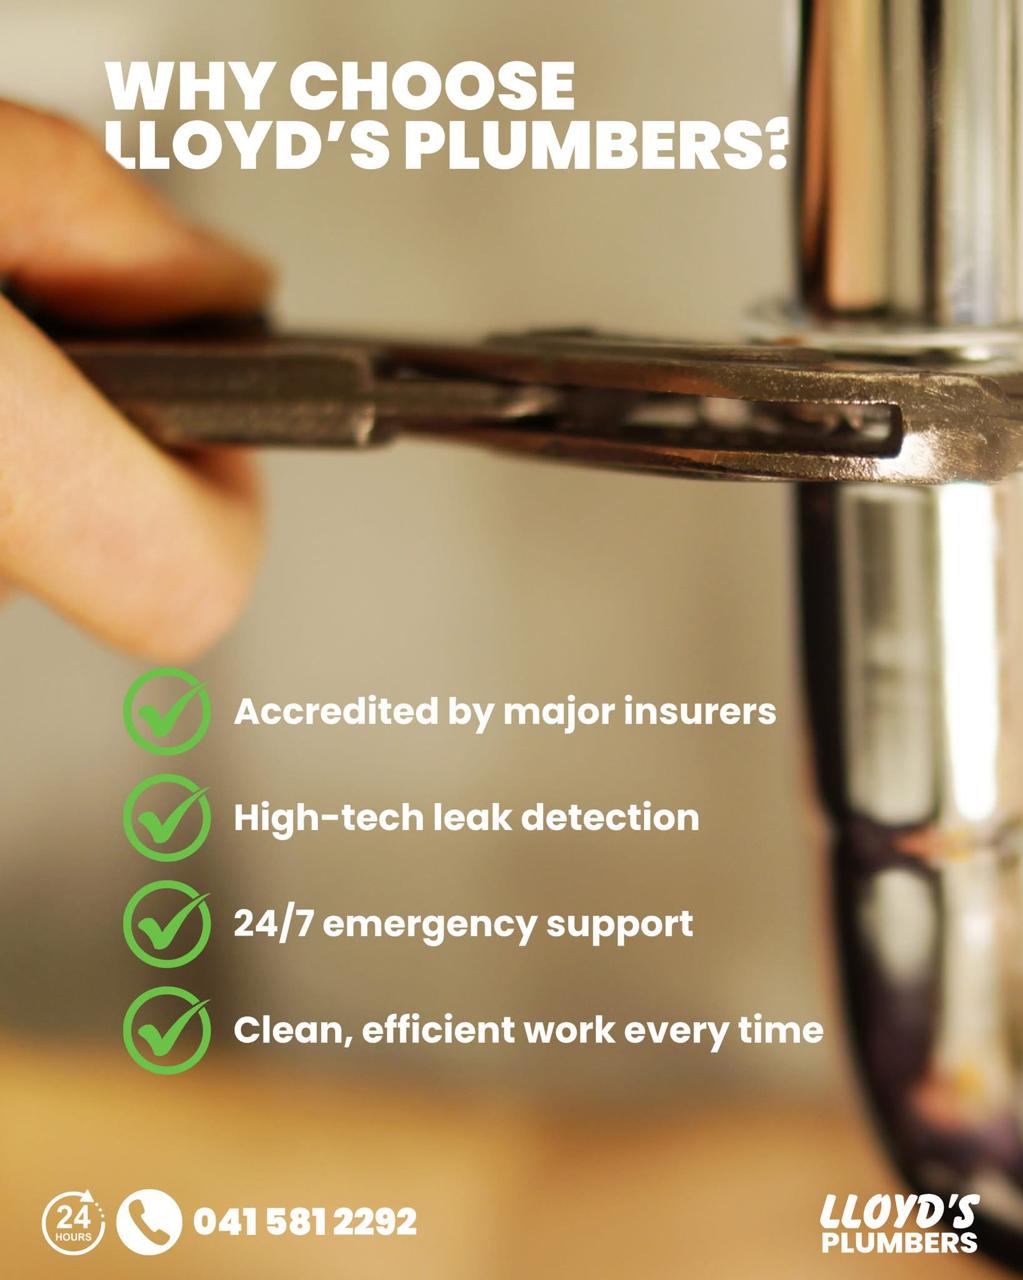 WHY CHOOSE
LLOYD’S PLUMBERS?
Accredited by major insurers
High-tech leak detection
24/7 emergency support
Clean, efficient work every time
24
HOURS
041 581 2292
LLOYD'S
PLUMBERS